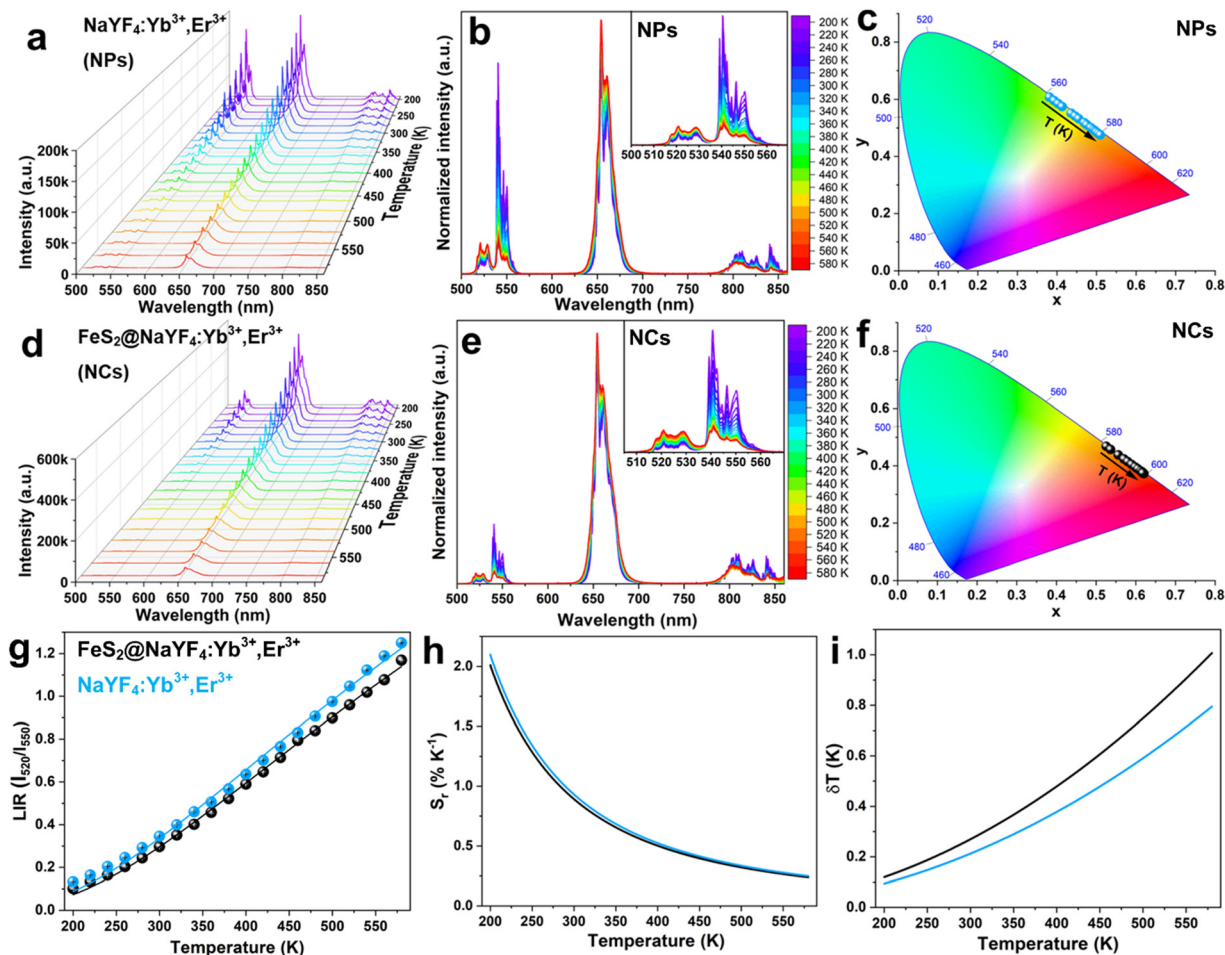 a
NaYF₄:Yb³⁺,Er³⁺
(NPs)
Intensity (a.u.)
200k
150k
100k
50k
0
500 550 600 650 700 750 800 850
Wavelength (nm)
200
250
300
350
400
450
500
550
Temperature (K)
b
NPs
Normalized intensity (a.u.)
500 510 520 530 540 550 560
500 550 600 650 700 750 800 850
Wavelength (nm)
200 K
220 K
240 K
260 K
280 K
300 K
320 K
340 K
360 K
380 K
400 K
420 K
440 K
460 K
480 K
500 K
520 K
540 K
560 K
580 K
c
NPs
y
0.8
0.6
0.4
0.2
0.0
0.0 0.1 0.2 0.3 0.4 0.5 0.6 0.7 0.8
x
520
540
560
580
600
620
500
480
460
T (K)
d
FeS₂@NaYF₄:Yb³⁺,Er³⁺
(NCs)
Intensity (a.u.)
600k
400k
200k
0
500 550 600 650 700 750 800 850
Wavelength (nm)
200
250
300
350
400
450
500
550
Temperature (K)
e
NCs
Normalized intensity (a.u.)
510 520 530 540 550 560
500 550 600 650 700 750 800 850
Wavelength (nm)
200 K
220 K
240 K
260 K
280 K
300 K
320 K
340 K
360 K
380 K
400 K
420 K
440 K
460 K
480 K
500 K
520 K
540 K
560 K
580 K
f
NCs
y
0.8
0.6
0.4
0.2
0.0
0.0 0.1 0.2 0.3 0.4 0.5 0.6 0.7 0.8
x
520
540
560
580
600
620
500
480
460
T (K)
g
FeS₂@NaYF₄:Yb³⁺,Er³⁺
NaYF₄:Yb³⁺,Er³⁺
LIR (I₅₂₀/I₅₅₀)
1.2
1.0
0.8
0.6
0.4
0.2
0.0
200 250 300 350 400 450 500 550
Temperature (K)
h
Sᵣ (% K⁻¹)
2.0
1.5
1.0
0.5
0.0
200 250 300 350 400 450 500 550
Temperature (K)
i
δT (K)
1.0
0.8
0.6
0.4
0.2
0.0
200 250 300 350 400 450 500 550
Temperature (K)